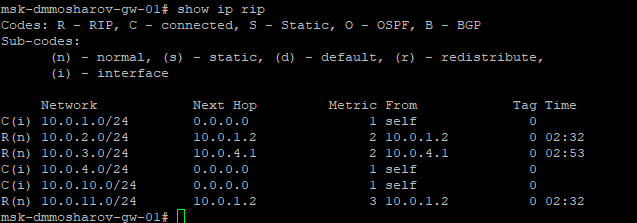 msk-dmmosharov-gw-01# show ip rip
Codes: R - RIP, C - connected, S - Static, O - OSPF, B - BGP
Sub-codes:
      (n) - normal, (s) - static, (d) - default, (r) - redistribute,
      (i) - interface

     Network            Next Hop         Metric From            Tag Time
C(i) 10.0.1.0/24        0.0.0.0               1 self              0
R(n) 10.0.2.0/24        10.0.1.2              2 10.0.1.2          0 02:32
R(n) 10.0.3.0/24        10.0.4.1              2 10.0.4.1          0 02:53
C(i) 10.0.4.0/24        0.0.0.0               1 self              0
C(i) 10.0.10.0/24       0.0.0.0               1 self              0
R(n) 10.0.11.0/24       10.0.1.2              3 10.0.1.2          0 02:32
msk-dmmosharov-gw-01#